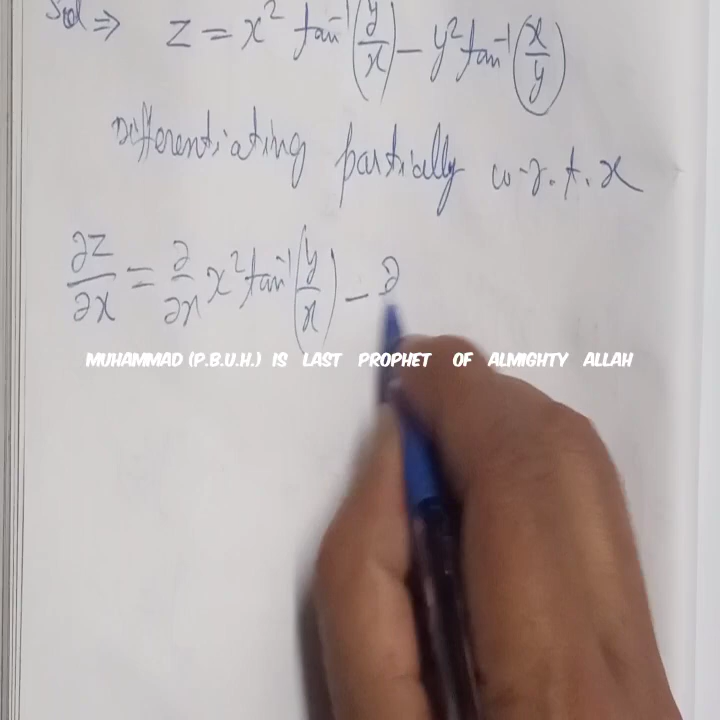 Sol ⇒ z = x² tan⁻¹(y/x) − y² tan⁻¹(x/y)
Differentiating partially w.r.t. x
∂z/∂x = ∂/∂x x² tan⁻¹(y/x) − ∂
MUHAMMAD (P.B.U.H.) IS LAST PROPHET OF ALMIGHTY ALLAH